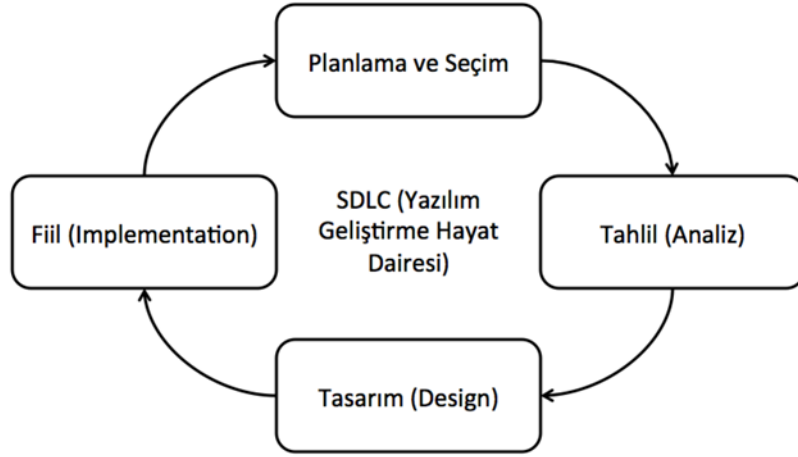 Planlama ve Seçim
Fiil (Implementation)
SDLC (Yazılım
Geliştirme Hayat
Dairesi)
Tahlil (Analiz)
Tasarım (Design)